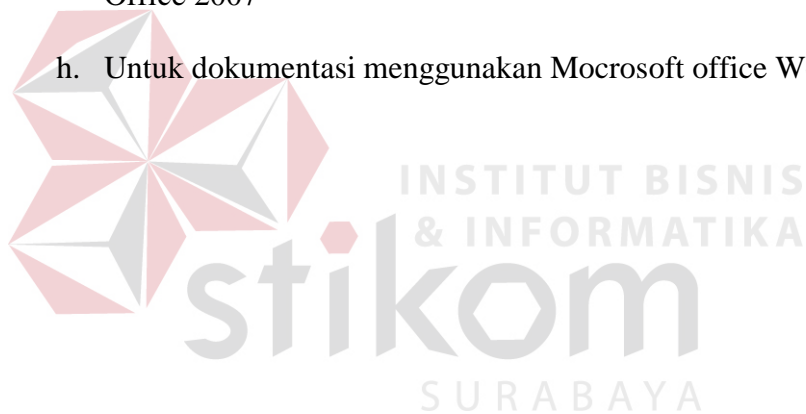 Office 2007
h. Untuk dokumentasi menggunakan Mocrosoft office W
INSTITUT BISNIS
& INFORMATIKA
stikom
SURABAYA